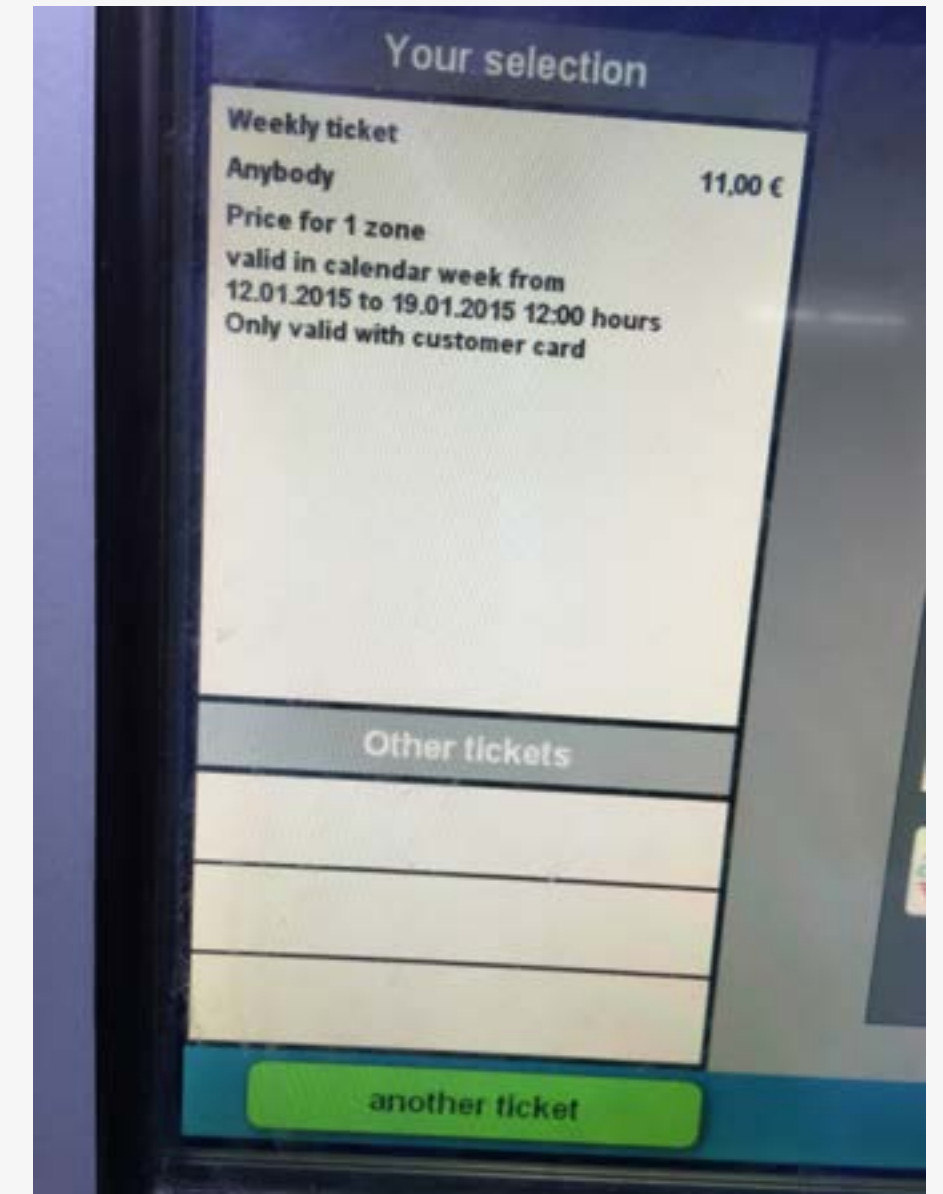 Your selection
Weekly ticket
Anybody 11,00 €
Price for 1 zone
valid in calendar week from
12.01.2015 to 19.01.2015 12:00 hours
Only valid with customer card
Other tickets
another ticket